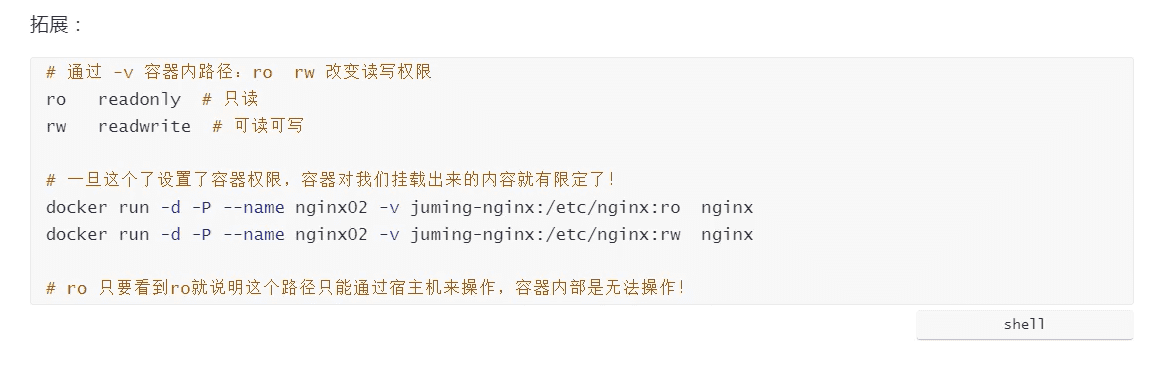 拓展：
# 通过 -v 容器内路径：ro  rw 改变读写权限
ro   readonly  # 只读
rw   readwrite  # 可读可写
# 一旦这个了设置了容器权限，容器对我们挂载出来的内容就有限定了！
docker run -d -P --name nginx02 -v juming-nginx:/etc/nginx:ro  nginx
docker run -d -P --name nginx02 -v juming-nginx:/etc/nginx:rw  nginx
# ro 只要看到ro就说明这个路径只能通过宿主机来操作，容器内部是无法操作！
shell